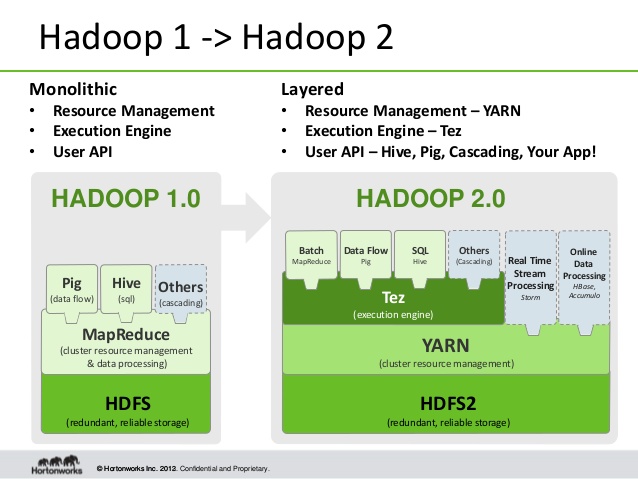 Hadoop 1 -> Hadoop 2
Monolithic
• Resource Management
• Execution Engine
• User API
Layered
• Resource Management – YARN
• Execution Engine – Tez
• User API – Hive, Pig, Cascading, Your App!
HADOOP 1.0
Pig
(data flow)
Hive
(sql)
Others
(cascading)
MapReduce
(cluster resource management
& data processing)
HDFS
(redundant, reliable storage)
HADOOP 2.0
Batch
MapReduce
Data Flow
Pig
SQL
Hive
Others
(Cascading)
Real Time
Stream
Processing
Storm
Online
Data
Processing
HBase,
Accumulo
Tez
(execution engine)
YARN
(cluster resource management)
HDFS2
(redundant, reliable storage)
Hortonworks
© Hortonworks Inc. 2013. Confidential and Proprietary.